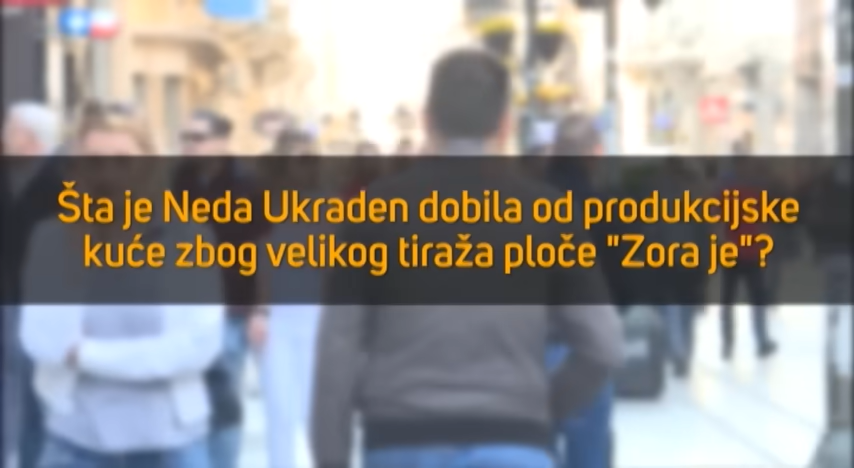 Šta je Neda Ukraden dobila od produkcijske
kuće zbog velikog tiraža ploče "Zora je"?